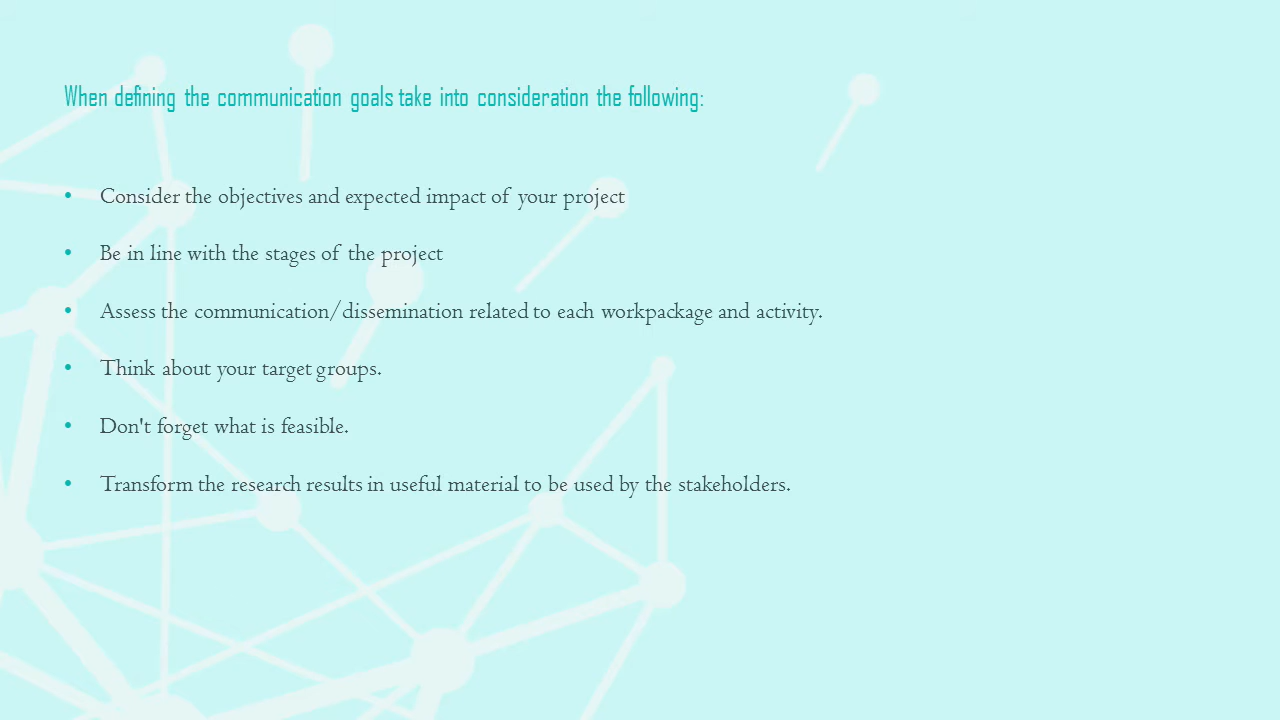 When defining the communication goals take into consideration the following:
• Consider the objectives and expected impact of your project
• Be in line with the stages of the project
• Assess the communication/dissemination related to each workpackage and activity.
• Think about your target groups.
• Don't forget what is feasible.
• Transform the research results in useful material to be used by the stakeholders.